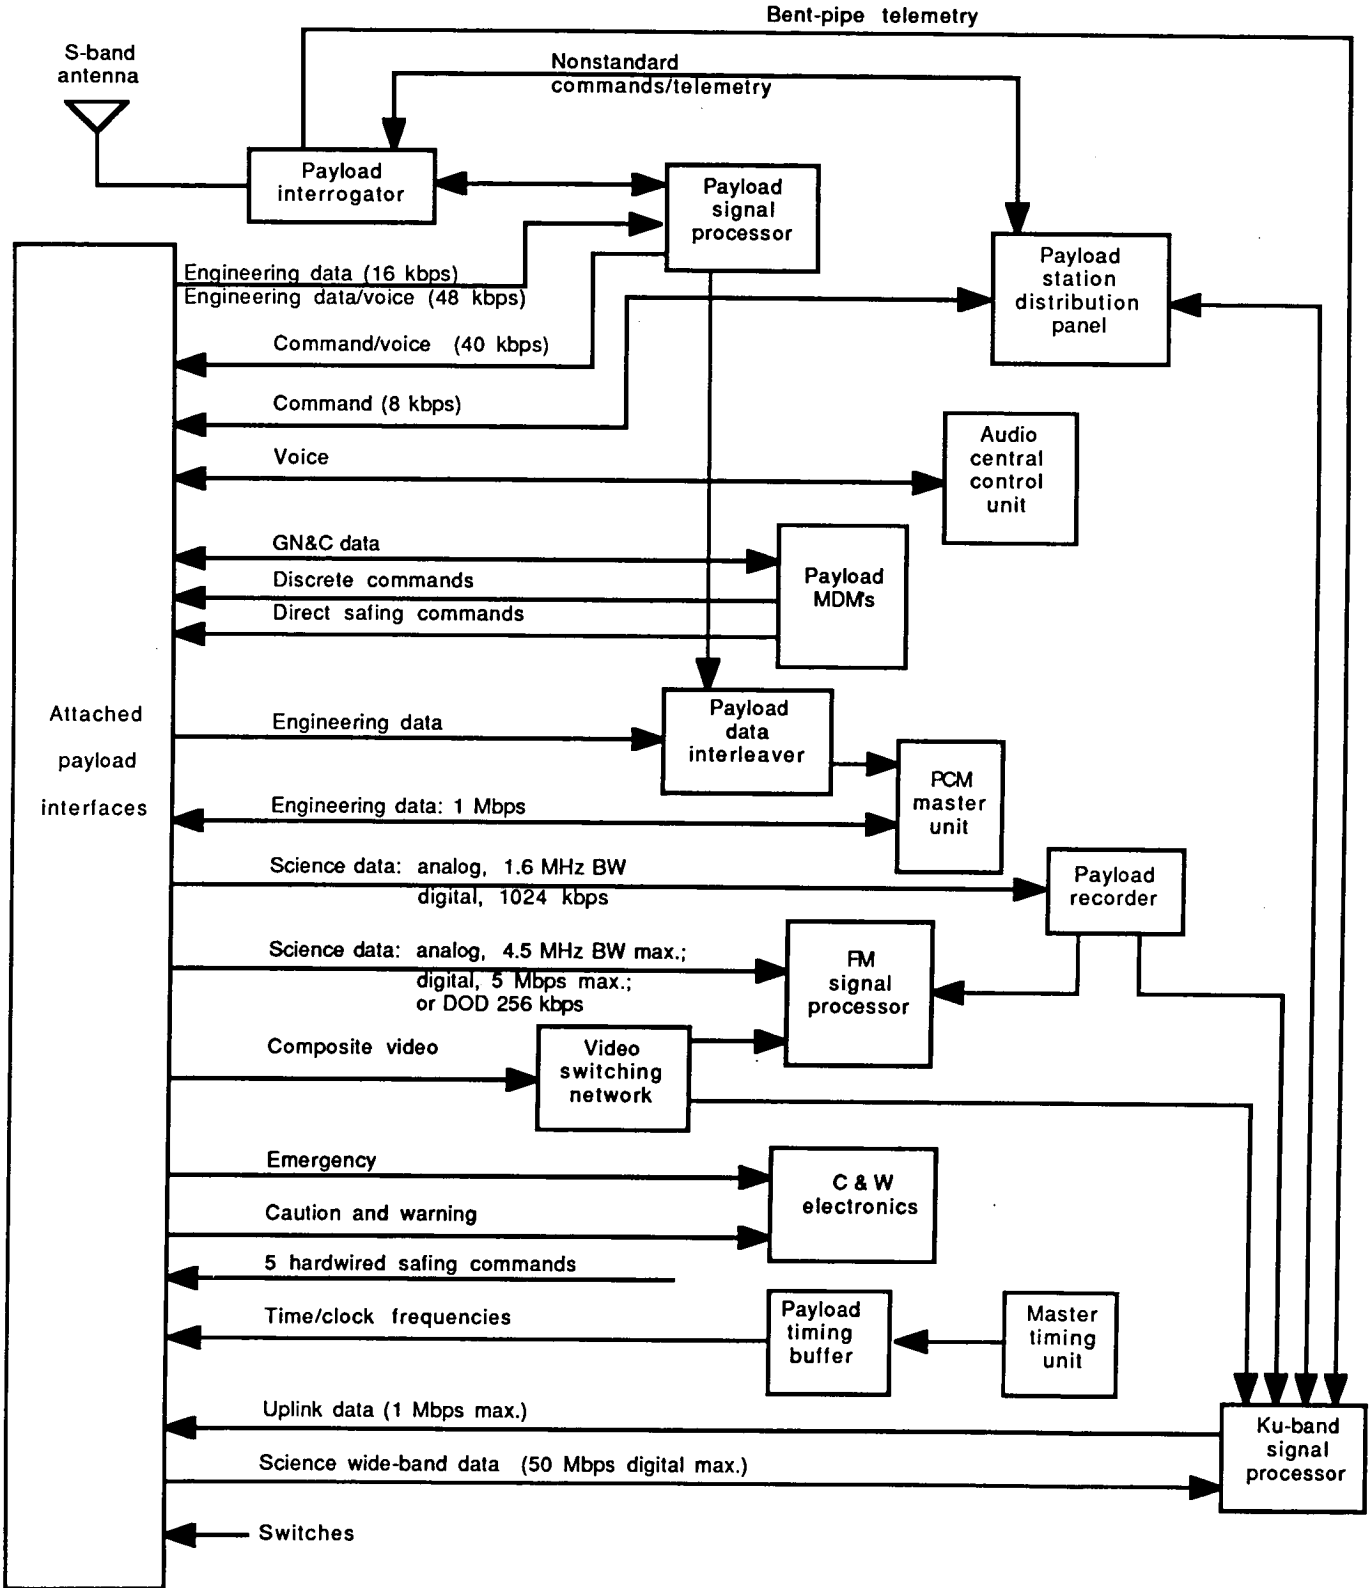 Bent-pipe telemetry
S-band
antenna
Nonstandard
commands/telemetry
Payload
interrogator
Payload
signal
processor
Payload
station
distribution
panel
Engineering data (16 kbps)
Engineering data/voice (48 kbps)
Command/voice (40 kbps)
Command (8 kbps)
Audio
central
control
unit
Voice
GN&C data
Discrete commands
Direct safing commands
Payload
MDM's
Attached
payload
interfaces
Engineering data
Payload
data
interleaver
PCM
master
unit
Engineering data: 1 Mbps
Science data: analog, 1.6 MHz BW
digital, 1024 kbps
Payload
recorder
Science data: analog, 4.5 MHz BW max.;
digital, 5 Mbps max.;
or DOD 256 kbps
FM
signal
processor
Composite video
Video
switching
network
Emergency
Caution and warning
C & W
electronics
5 hardwired safing commands
Time/clock frequencies
Payload
timing
buffer
Master
timing
unit
Uplink data (1 Mbps max.)
Science wide-band data (50 Mbps digital max.)
Ku-band
signal
processor
Switches